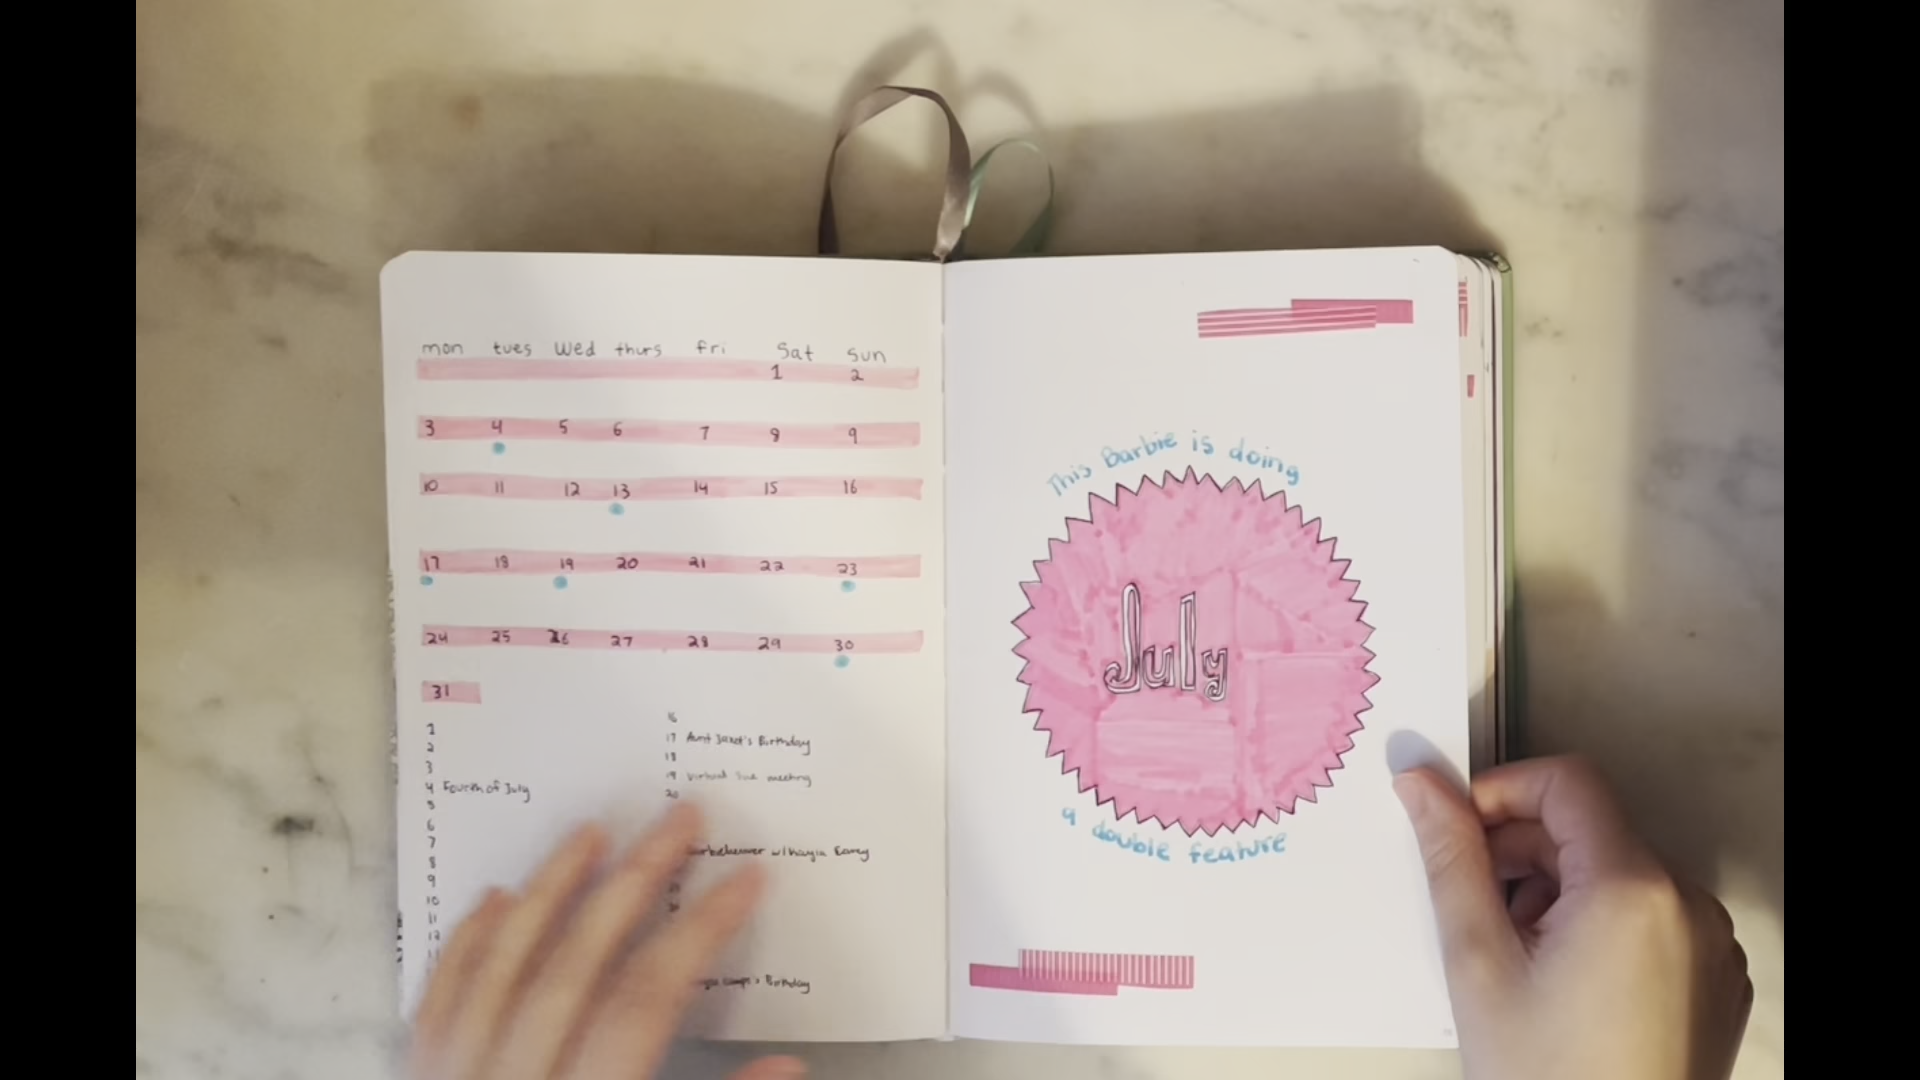 mon tues wed thurs fri Sat Sun
1 2
3 4 5 6 7 8 9
10 11 12 13 14 15 16
17 18 19 20 21 22 23
24 25 26 27 28 29 30
31
1
2
3
4 Fourth of July
5
6
7
8
9
10
11
12
16
17 Aunt Janet's Birthday
18
19 virtual meeting
20
Birthday
This Barbie is doing
July
a double feature